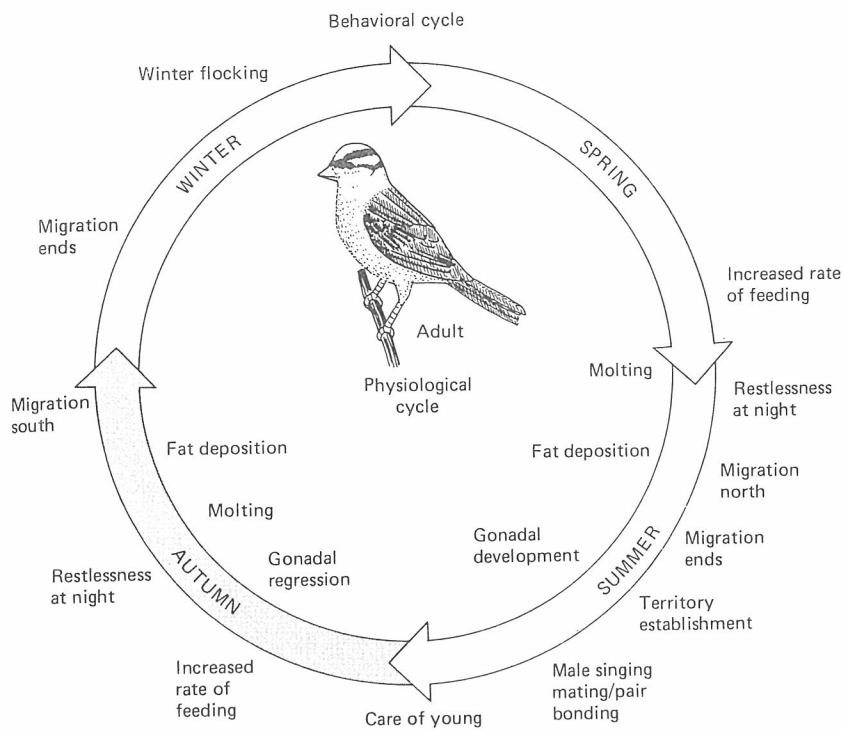 Behavioral cycle
Winter flocking
WINTER
SPRING
Migration
ends
Increased rate
of feeding
Adult
Physiological
cycle
Molting
Restlessness
at night
Migration
south
Fat deposition
Fat deposition
Migration
north
Molting
Gonadal
development
Migration
ends
Gonadal
regression
SUMMER
AUTUMN
Restlessness
at night
Territory
establishment
Increased
rate of
feeding
Male singing
mating/pair
bonding
Care of young